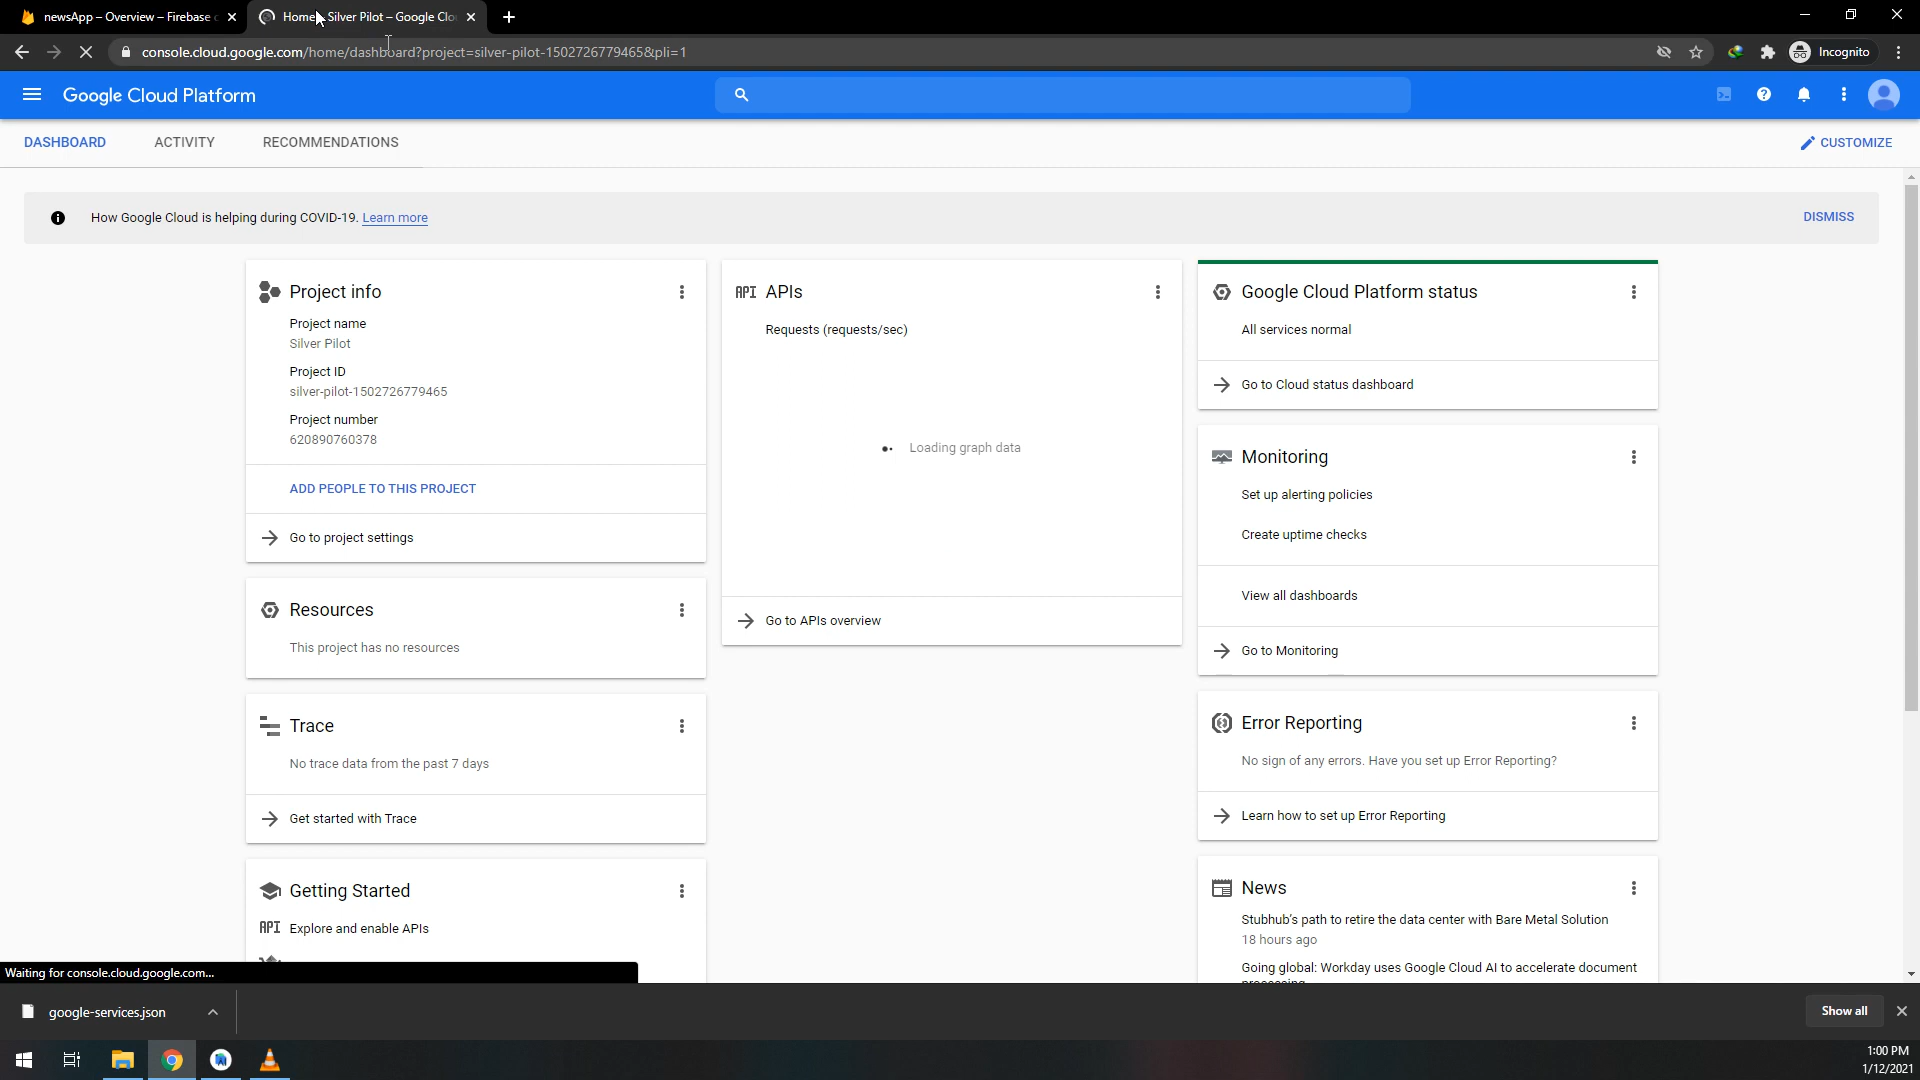 newsApp – Overview – Firebase c
Home – Silver Pilot – Google Clo
console.cloud.google.com/home/dashboard?project=silver-pilot-1502726779465&pli=1
Incognito
Google Cloud Platform
DASHBOARD
ACTIVITY
RECOMMENDATIONS
CUSTOMIZE
How Google Cloud is helping during COVID-19. Learn more
DISMISS
Project info
Project name
Silver Pilot
Project ID
silver-pilot-1502726779465
Project number
620890760378
ADD PEOPLE TO THIS PROJECT
Go to project settings
Resources
This project has no resources
Trace
No trace data from the past 7 days
Get started with Trace
Getting Started
API Explore and enable APIs
API APIs
Requests (requests/sec)
Loading graph data
Go to APIs overview
Google Cloud Platform status
All services normal
Go to Cloud status dashboard
Monitoring
Set up alerting policies
Create uptime checks
View all dashboards
Go to Monitoring
Error Reporting
No sign of any errors. Have you set up Error Reporting?
Learn how to set up Error Reporting
News
Stubhub's path to retire the data center with Bare Metal Solution
18 hours ago
Going global: Workday uses Google Cloud AI to accelerate document
processing
Waiting for console.cloud.google.com...
google-services.json
Show all
1:00 PM
1/12/2021